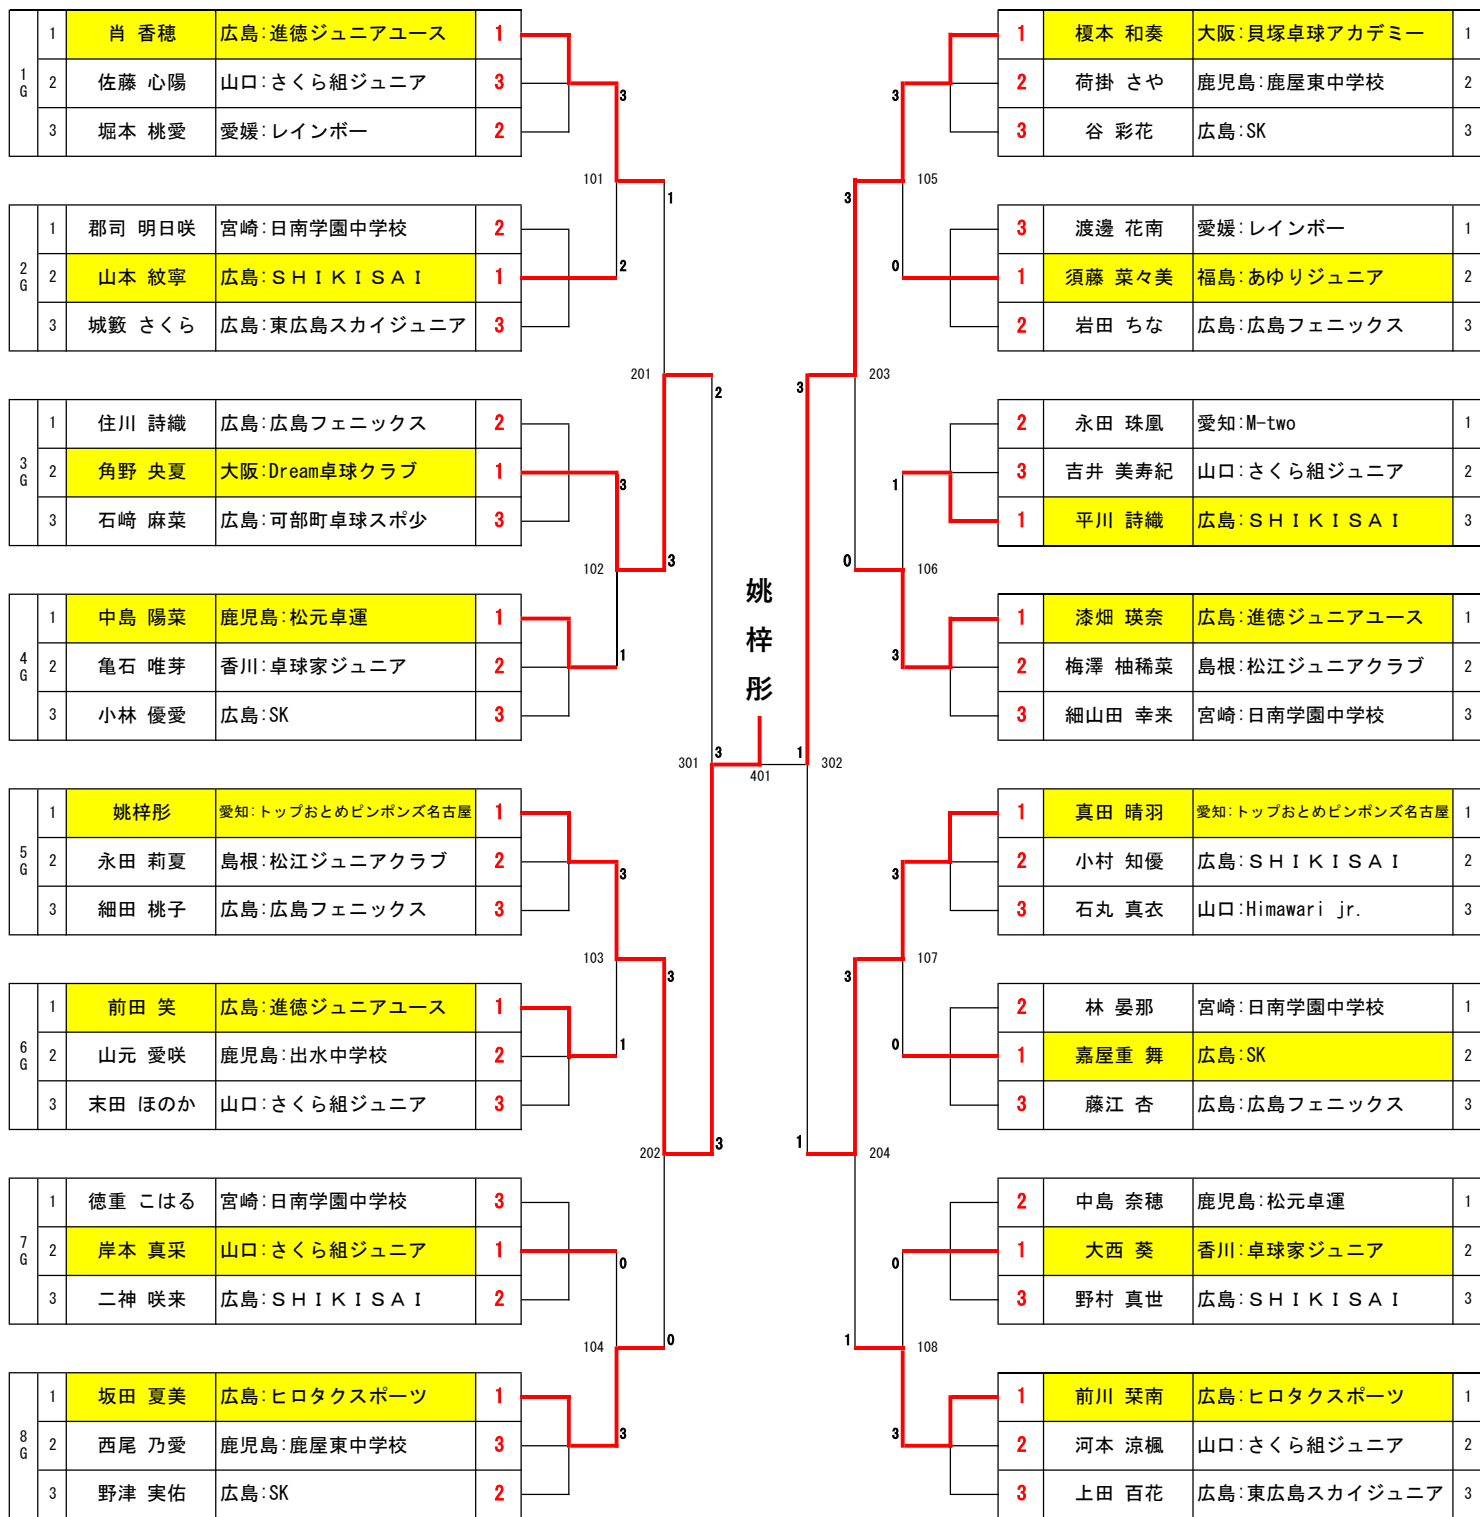 1G
1 肖 香穂 広島:進徳ジュニアユース 1
2 佐藤 心陽 山口:さくら組ジュニア 3
3 堀本 桃愛 愛媛:レインボー 2
2G
1 郡司 明日咲 宮崎:日南学園中学校 2
2 山本 紋寧 広島:ＳＨＩＫＩＳＡＩ 1
3 城籔 さくら 広島:東広島スカイジュニア 3
3G
1 住川 詩織 広島:広島フェニックス 2
2 角野 央夏 大阪:Dream卓球クラブ 1
3 石﨑 麻菜 広島:可部町卓球スポ少 3
4G
1 中島 陽菜 鹿児島:松元卓運 1
2 亀石 唯芽 香川:卓球家ジュニア 2
3 小林 優愛 広島:SK 3
5G
1 姚梓彤 愛知:トップおとめピンポンズ名古屋 1
2 永田 莉夏 島根:松江ジュニアクラブ 2
3 細田 桃子 広島:広島フェニックス 3
6G
1 前田 笑 広島:進徳ジュニアユース 1
2 山元 愛咲 鹿児島:出水中学校 2
3 末田 ほのか 山口:さくら組ジュニア 3
7G
1 徳重 こはる 宮崎:日南学園中学校 3
2 岸本 真采 山口:さくら組ジュニア 1
3 二神 咲来 広島:ＳＨＩＫＩＳＡＩ 2
8G
1 坂田 夏美 広島:ヒロタクスポーツ 1
2 西尾 乃愛 鹿児島:鹿屋東中学校 3
3 野津 実佑 広島:SK 2
3
101
2
1
201
3
102
1
3
2
3
103
1
3
202
0
104
3
0
3
301
3
姚梓彤
401
1
302
3
3
105
0
3
203
1
106
3
0
3
107
0
3
1
204
0
108
3
1
1 榎本 和奏 大阪:貝塚卓球アカデミー 1
2 荷掛 さや 鹿児島:鹿屋東中学校 2
3 谷 彩花 広島:SK 3
3 渡邊 花南 愛媛:レインボー 1
1 須藤 菜々美 福島:あゆりジュニア 2
2 岩田 ちな 広島:広島フェニックス 3
2 永田 珠凰 愛知:M-two 1
3 吉井 美寿紀 山口:さくら組ジュニア 2
1 平川 詩織 広島:ＳＨＩＫＩＳＡＩ 3
1 漆畑 瑛奈 広島:進徳ジュニアユース 1
2 梅澤 柚稀菜 島根:松江ジュニアクラブ 2
3 細山田 幸来 宮崎:日南学園中学校 3
1 真田 晴羽 愛知:トップおとめピンポンズ名古屋 1
2 小村 知優 広島:ＳＨＩＫＩＳＡＩ 2
3 石丸 真衣 山口:Himawari jr. 3
2 林 晏那 宮崎:日南学園中学校 1
1 嘉屋重 舞 広島:SK 2
3 藤江 杏 広島:広島フェニックス 3
2 中島 奈穂 鹿児島:松元卓運 1
1 大西 葵 香川:卓球家ジュニア 2
3 野村 真世 広島:ＳＨＩＫＩＳＡＩ 3
1 前川 栞南 広島:ヒロタクスポーツ 1
2 河本 涼楓 山口:さくら組ジュニア 2
3 上田 百花 広島:東広島スカイジュニア 3